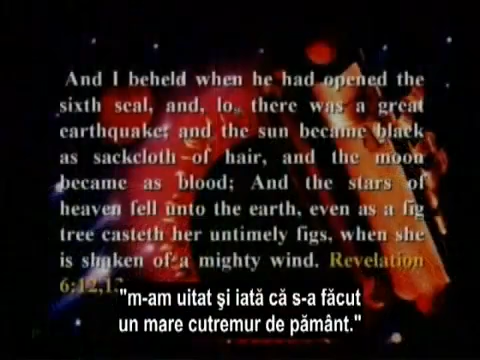 And I beheld when he had opened the
sixth seal, and, lo, there was a great
earthquake; and the sun became black
as sackcloth of hair, and the moon
became as blood; And the stars of
heaven fell unto the earth, even as a fig
tree casteth her untimely figs, when she
is shaken of a mighty wind. Revelation
6:12,13
"m-am uitat şi iată că s-a făcut
un mare cutremur de pământ."